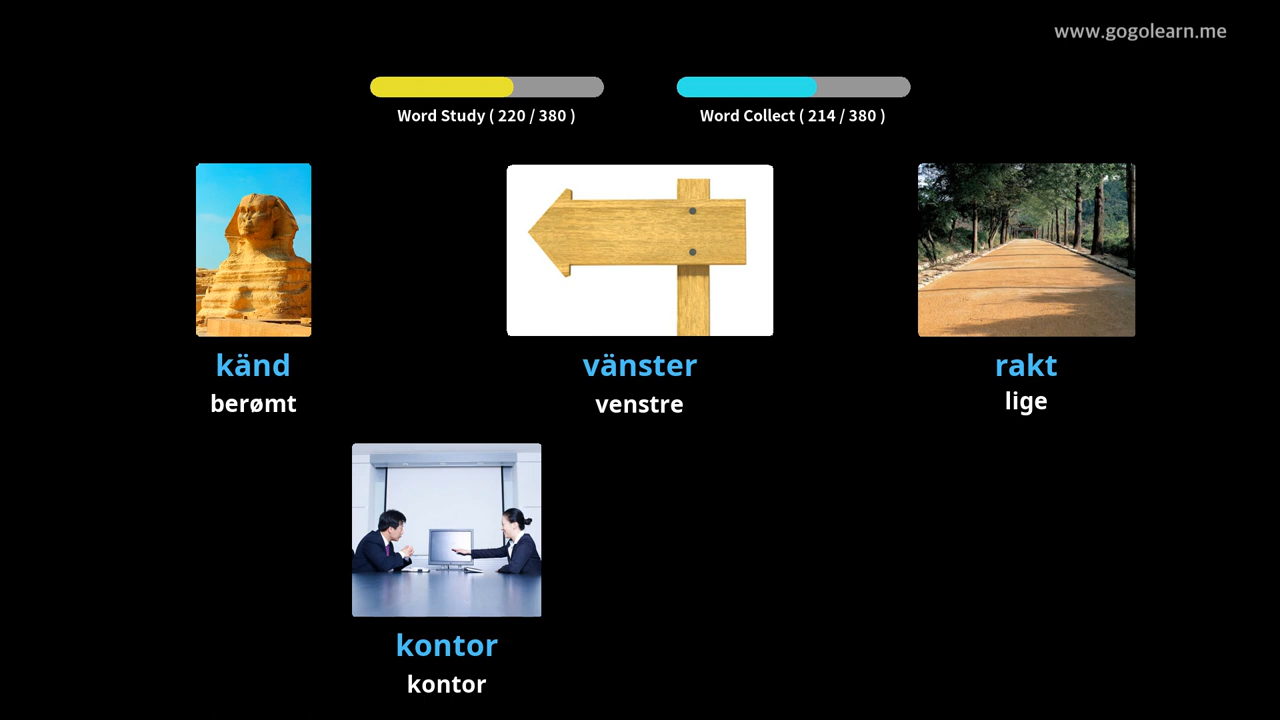 www.gogolearn.me
Word Study ( 220 / 380 )
Word Collect ( 214 / 380 )
känd
berømt
vänster
venstre
rakt
lige
kontor
kontor